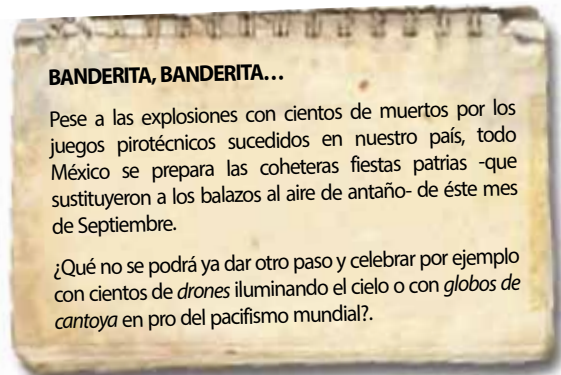 BANDERITA, BANDERITA...
Pese a las explosiones con cientos de muertos por los
juegos pirotécnicos sucedidos en nuestro país, todo
México se prepara las coheteras fiestas patrias -que
sustituyeron a los balazos al aire de antaño- de éste mes
de Septiembre.
¿Qué no se podrá ya dar otro paso y celebrar por ejemplo
con cientos de drones iluminando el cielo o con globos de
cantoya en pro del pacifismo mundial?.